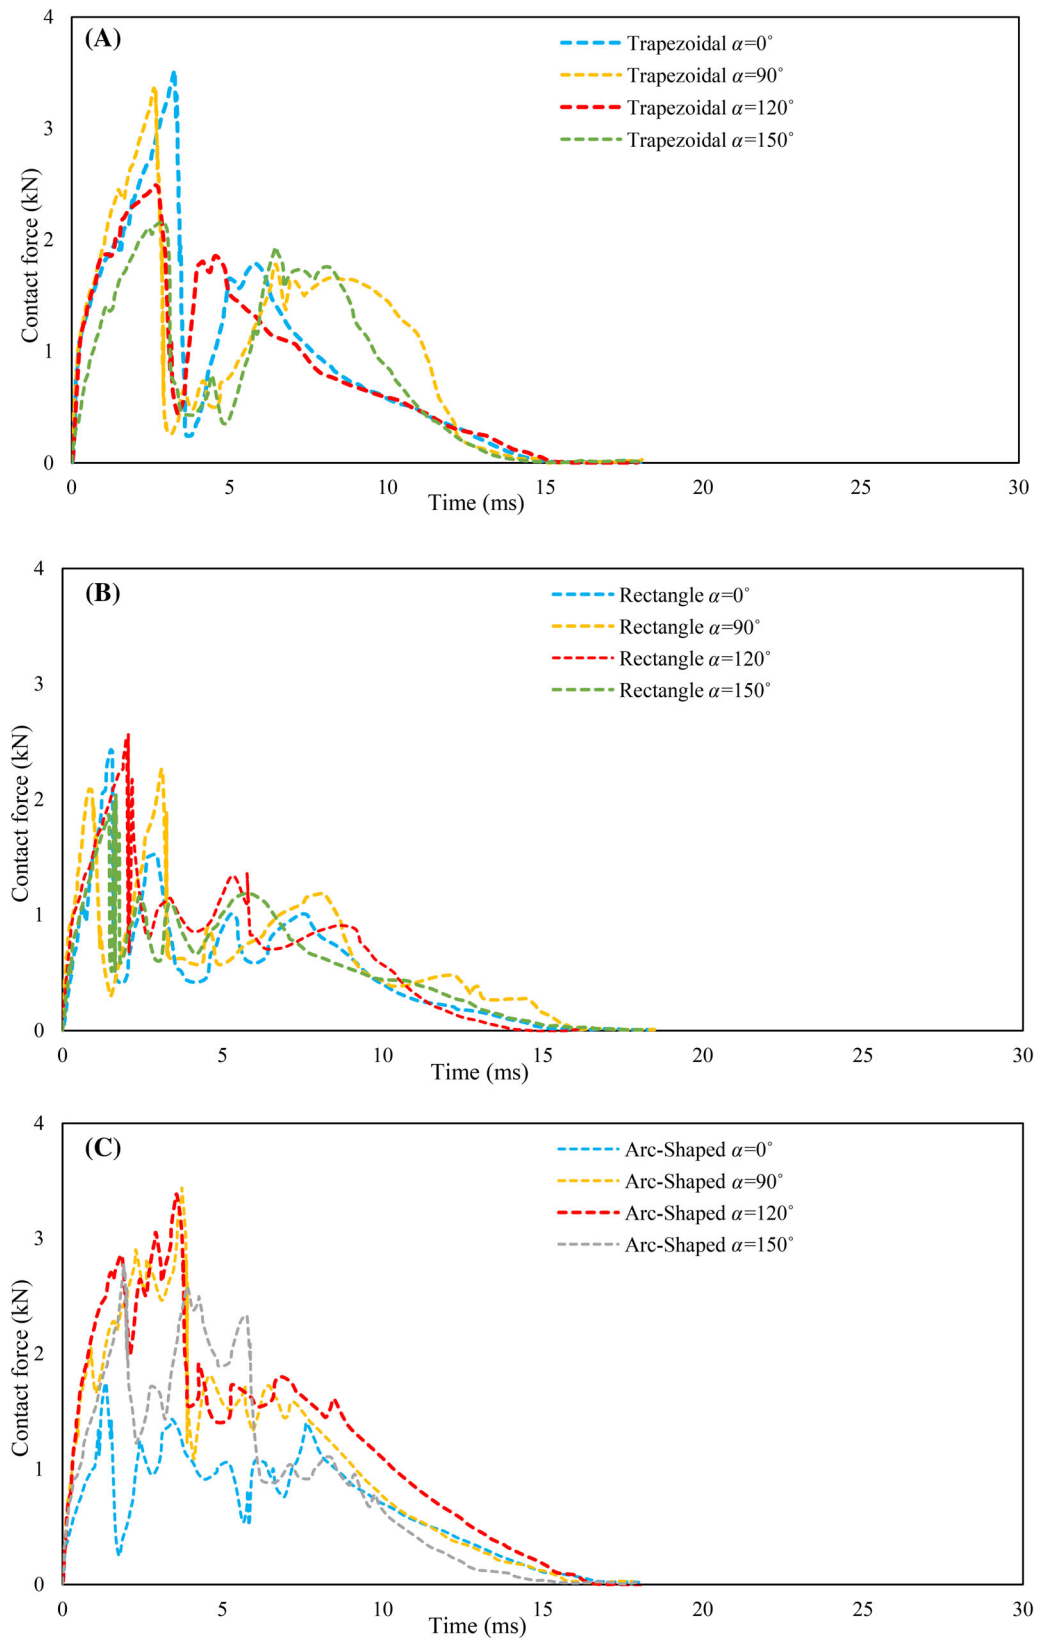 (A)
Trapezoidal α=0°
Trapezoidal α=90°
Trapezoidal α=120°
Trapezoidal α=150°
Contact force (kN)
4
3
2
1
0
0 5 10 15 20 25 30
Time (ms)
(B)
Rectangle α=0°
Rectangle α=90°
Rectangle α=120°
Rectangle α=150°
Contact force (kN)
4
3
2
1
0
0 5 10 15 20 25 30
Time (ms)
(C)
Arc-Shaped α=0°
Arc-Shaped α=90°
Arc-Shaped α=120°
Arc-Shaped α=150°
Contact force (kN)
4
3
2
1
0
0 5 10 15 20 25 30
Time (ms)